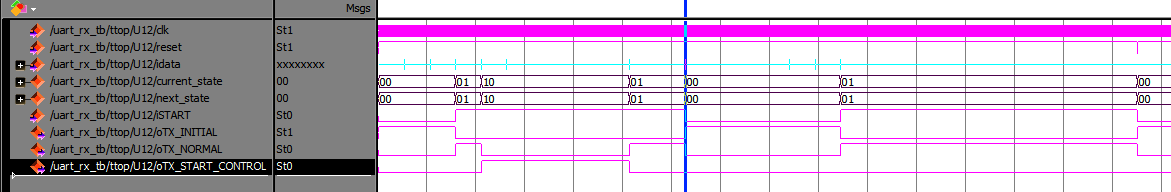 Msgs
/uart_rx_tb/ttop/U12/clk St1
/uart_rx_tb/ttop/U12/reset St1
/uart_rx_tb/ttop/U12/idata xxxxxxxx
/uart_rx_tb/ttop/U12/current_state 00 00 01 10 01 00 01 00
/uart_rx_tb/ttop/U12/next_state 00 00 01 10 01 00 01 00
/uart_rx_tb/ttop/U12/iSTART St0
/uart_rx_tb/ttop/U12/oTX_INITIAL St1
/uart_rx_tb/ttop/U12/oTX_NORMAL St0
/uart_rx_tb/ttop/U12/oTX_START_CONTROL St0